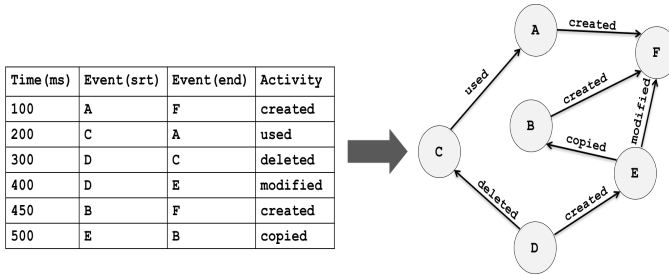 Time(ms) Event(srt) Event(end) Activity
100 A F created
200 C A used
300 D C deleted
400 D E modified
450 B F created
500 E B copied
A
created
F
used
created
modified
B
copied
C
E
deleted
created
D